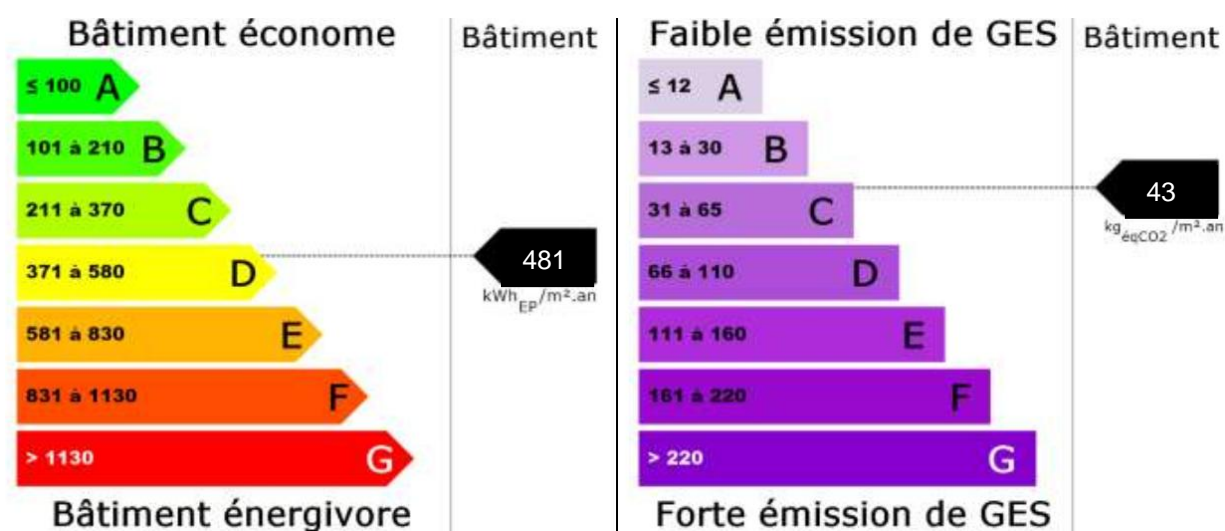 Bâtiment économe
Bâtiment
≤ 100 A
101 à 210 B
211 à 370 C
371 à 580 D
581 à 830 E
831 à 1130 F
> 1130 G
481
kWhEP/m².an
Bâtiment énergivore
Faible émission de GES
Bâtiment
≤ 12 A
13 à 30 B
31 à 65 C
66 à 110 D
111 à 160 E
161 à 220 F
> 220 G
43
kgéqCO2/m².an
Forte émission de GES